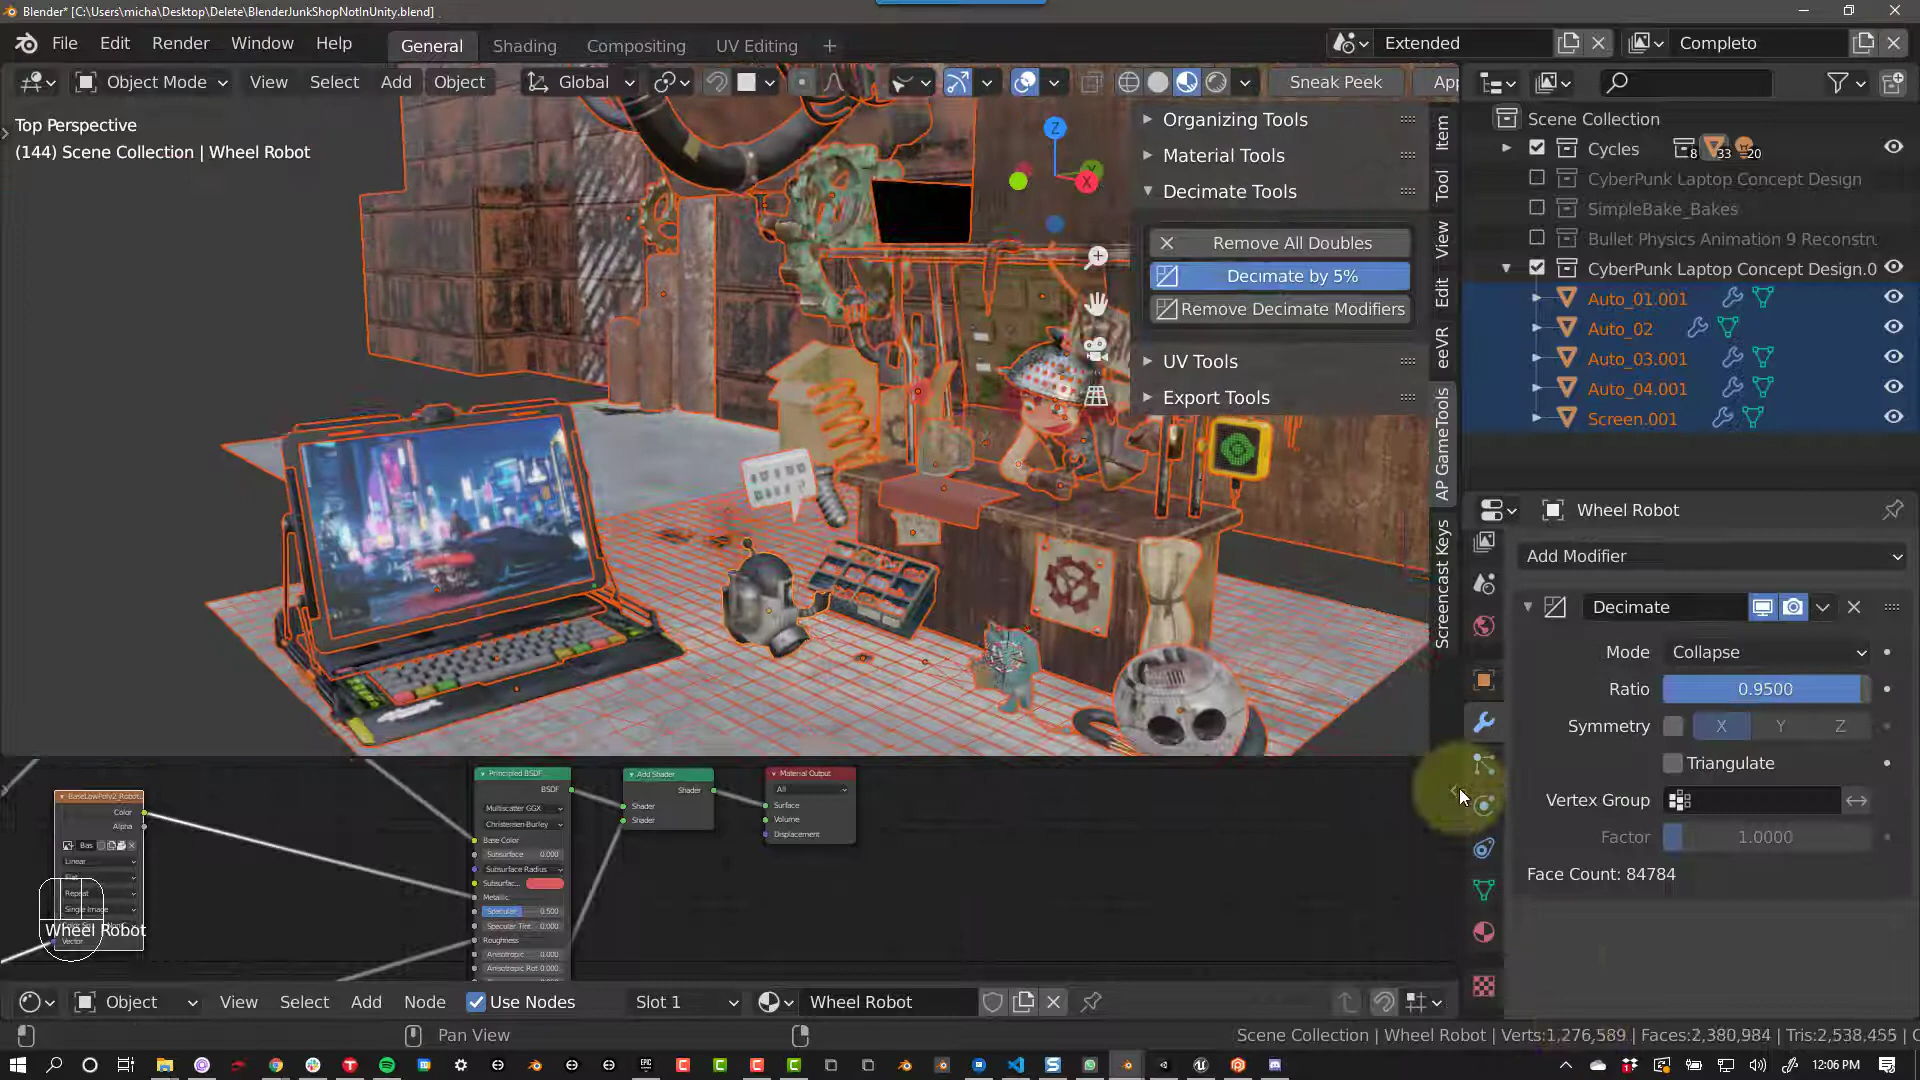 Blender* [C:\Users\micha\Desktop\Delete\BlenderJunkShopNotInUnity.blend]
File Edit Render Window Help General Shading Compositing UV Editing + Extended Completo
Object Mode View Select Add Object Global Sneak Peek
Top Perspective
(144) Scene Collection | Wheel Robot
Z
X
Organizing Tools
Material Tools
Decimate Tools
Remove All Doubles
Decimate by 5%
Remove Decimate Modifiers
UV Tools
Export Tools
Item
Tool
View
Edit
eeVR
AP GameTools
Screencast Keys
Scene Collection
Cycles 8 33 20
CyberPunk Laptop Concept Design
SimpleBake_Bakes
Bullet Physics Animation 9 Reconstru
CyberPunk Laptop Concept Design.0
Auto_01.001
Auto_02
Auto_03.001
Auto_04.001
Screen.001
Wheel Robot
Add Modifier
Decimate
Mode Collapse
Ratio 0.9500
Symmetry X Y Z
Triangulate
Vertex Group
Factor 1.0000
Face Count: 84784
BaseLowPoly2_Robot
Color
Alpha
Bas
Linear
Flat
Repeat
Single Image
Vector
Wheel Robot
Principled BSDF
BSDF
Multiscatter GGX
Christensen-Burley
Base Color
Subsurface 0.000
Subsurface Radius
Subsurfac...
Metallic
Specular 0.500
Specular Tint 0.000
Roughness
Anisotropic 0.000
Anisotropic Rot 0.000
Add Shader
Shader
Shader
Shader
Material Output
All
Surface
Volume
Displacement
Object View Select Add Node Use Nodes Slot 1 Wheel Robot
Pan View
Scene Collection | Wheel Robot | Verts:1,276,589 | Faces:2,380,984 | Tris:2,538,455 | O
12:06 PM